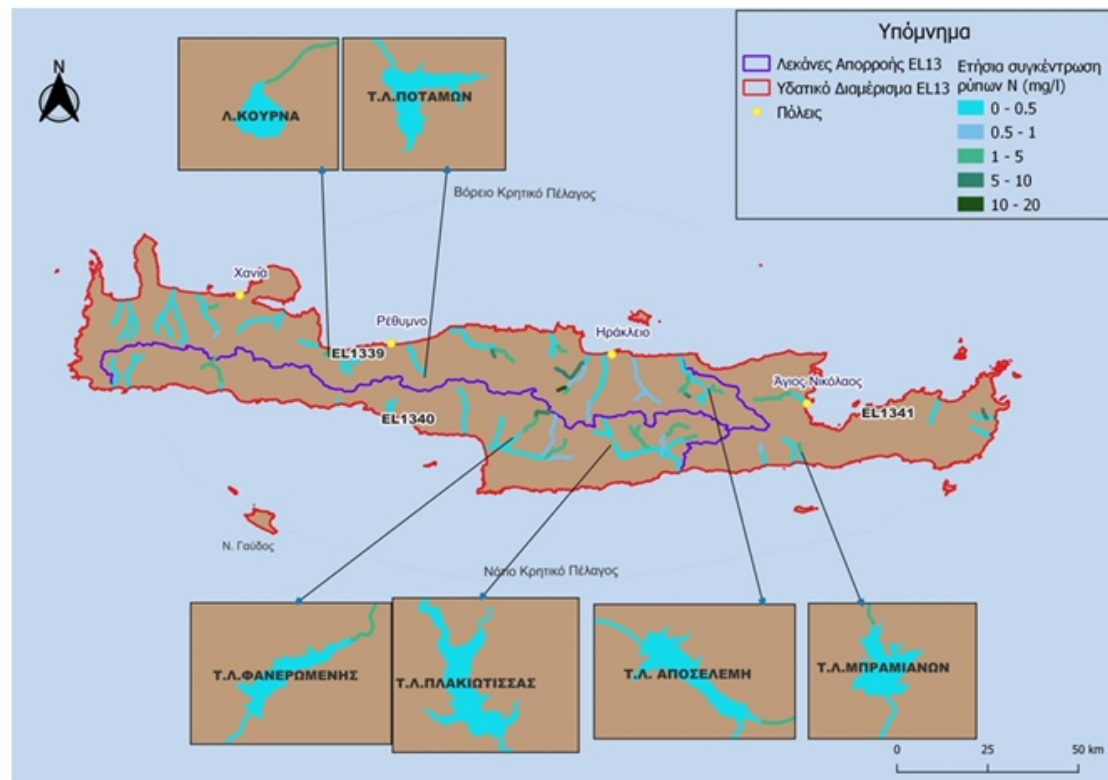 Υπόμνημα
Λεκάνες Απορροής EL13
Υδατικό Διαμέρισμα EL13
Πόλεις
Ετήσια συγκέντρωση
ρύπων N (mg/l)
0 - 0.5
0.5 - 1
1 - 5
5 - 10
10 - 20
N
Λ.ΚΟΥΡΝΑ
Τ.Λ.ΠΟΤΑΜΩΝ
Βόρειο Κρητικό Πέλαγος
Χανιά
Ρέθυμνο
Ηράκλειο
Άγιος Νικόλαος
EL1339
EL1340
EL1341
Ν. Γαύδος
Νότιο Κρητικό Πέλαγος
Τ.Λ.ΦΑΝΕΡΩΜΕΝΗΣ
Τ.Λ.ΠΛΑΚΙΩΤΙΣΣΑΣ
Τ.Λ. ΑΠΟΣΕΛΕΜΗ
Τ.Λ.ΜΠΡΑΜΙΑΝΩΝ
0 25 50 km